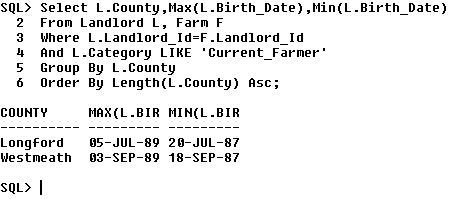 SQL> Select L.County,Max(L.Birth_Date),Min(L.Birth_Date)
2 From Landlord L, Farm F
3 Where L.Landlord_Id=F.Landlord_Id
4 And L.Category LIKE 'Current_Farmer'
5 Group By L.County
6 Order By Length(L.County) Asc;
COUNTY MAX(L.BIR MIN(L.BIR
---------- --------- ---------
Longford 05-JUL-89 20-JUL-87
Westmeath 03-SEP-89 18-SEP-87
SQL>